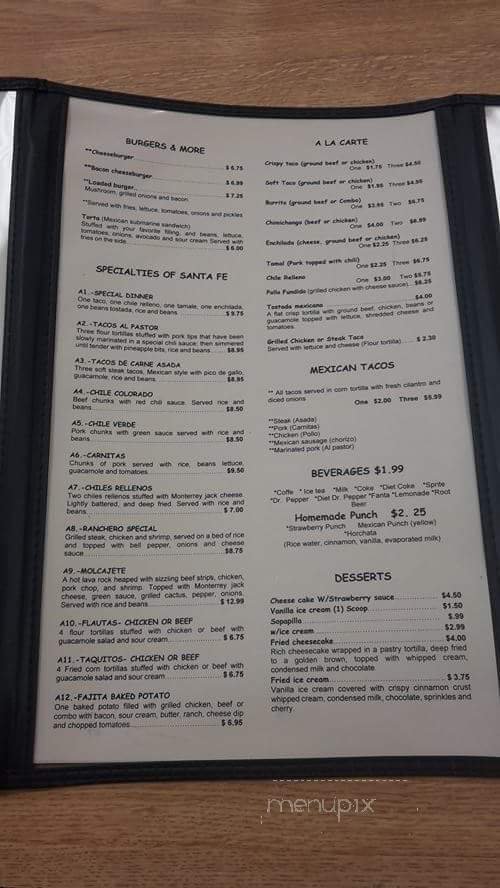 BURGERS & MORE
**Cheeseburger $ 6.75
**Bacon cheeseburger $ 6.99
**Loaded burger $ 7.25
Mushroom, grilled onions and bacon
**Served with fries, lettuce, tomatoes, onions and pickles
Torta (Mexican submarine sandwich)
Stuffed with your favorite filling, and beans, lettuce,
tomatoes, onions, avocado and sour cream Served with
fries on the side $ 6.00
SPECIALTIES OF SANTA FE
A1.-SPECIAL DINNER
One taco, one chile relleno, one tamale, one enchilada,
one beans tostada, rice and beans $ 9.75
A2.-TACOS AL PASTOR
Three flour tortillas stuffed with pork tips that have been
slowly marinated in a special chili sauce; then simmered
until tender with pineapple bits, rice and beans $8.95
A3.-TACOS DE CARNE ASADA
Three soft steak tacos, Mexican style with pico de gallo,
guacamole, rice and beans $8.95
A4.-CHILE COLORADO
Beef chunks with red chili sauce. Served rice and
beans $8.50
A5.-CHILE VERDE
Pork chunks with green sauce served with rice and
beans $8.50
A6.-CARNITAS
Chunks of pork served with rice, beans lettuce,
guacamole and tomatoes $9.50
A7.-CHILES RELLENOS
Two chiles rellenos stuffed with Monterrey jack cheese.
Lightly battered, and deep fried. Served with rice and
beans $ 7.00
A8.-RANCHERO SPECIAL
Grilled steak, chicken and shrimp, served on a bed of rice
and topped with bell pepper, onions and cheese
sauce $8.75
A9.-MOLCAJETE
A hot lava rock heaped with sizzling beef strips, chicken,
pork chop, and shrimp. Topped with Monterey jack
cheese, green sauce, grilled cactus, pepper, onions.
Served with rice and beans $ 12.99
A10.-FLAUTAS- CHICKEN OR BEEF
4 flour tortillas stuffed with chicken or beef with
guacamole salad and sour cream $ 6.75
A11.-TAQUITOS- CHICKEN OR BEEF
4 Fried corn tortillas stuffed with chicken or beef with
guacamole salad and sour cream $ 6.75
A12.-FAJITA BAKED POTATO
One baked potato filled with grilled chicken, beef or
combo with bacon, sour cream, butter, ranch, cheese dip
and chopped tomatoes $ 6.95
A LA CARTE
Crispy taco (ground beef or chicken)
One $1.75 Three $4.50
Soft Taco (ground beef or chicken)
One $1.95 Three $4.95
Burrito (ground beef or Combo)
One $3.95 Two $6.75
Chimichanga (beef or chicken)
One $4.00 Two $6.99
Enchilada (cheese, ground beef or chicken)
One $2.25 Three $6.25
Tamal (Pork topped with chili)
One $2.25 Three $6.75
Chile Relleno
One $3.00 Two $5.75
Pollo Fundido (grilled chicken with cheese sauce) $6.25
Tostada mexicana $4.00
A flat crisp tortilla with ground beef, chicken, beans or
guacamole topped with lettuce, shredded cheese and
tomatoes.
Grilled Chicken or Steak Taco
Served with lettuce and cheese (Flour tortilla) $ 2.30
MEXICAN TACOS
** All tacos served in corn tortilla with fresh cilantro and
diced onions
One $2.00 Three $5.99
**Steak (Asada)
**Pork (Carnitas)
**Chicken (Pollo)
**Mexican sausage (chorizo)
**Marinated pork (Al pastor)
BEVERAGES $1.99
*Coffe *Ice tea *Milk *Coke *Diet Coke *Sprite
*Dr. Pepper *Diet Dr. Pepper *Fanta *Lemonade *Root
Beer
Homemade Punch $2. 25
*Strawberry Punch Mexican Punch (yellow)
*Horchata
(Rice water, cinnamon, vanilla, evaporated milk)
DESSERTS
Cheese cake W/Strawberry sauce $4.50
Vanilla ice cream (1) Scoop $1.50
Sopapilla $.99
w/ice cream $2.99
Fried cheesecake $4.00
Rich cheesecake wrapped in a pastry tortilla, deep fried
to a golden brown, topped with whipped cream,
condensed milk and chocolate.
Fried ice cream $ 3.75
Vanilla ice cream covered with crispy cinnamon crust
whipped cream, condensed milk, chocolate, sprinkles and
cherry.
menupix